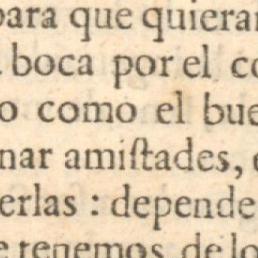 para que quieran
boca por el co
o como el bue
nar amiſtades, e
erlas : depende
e tenemos de lo